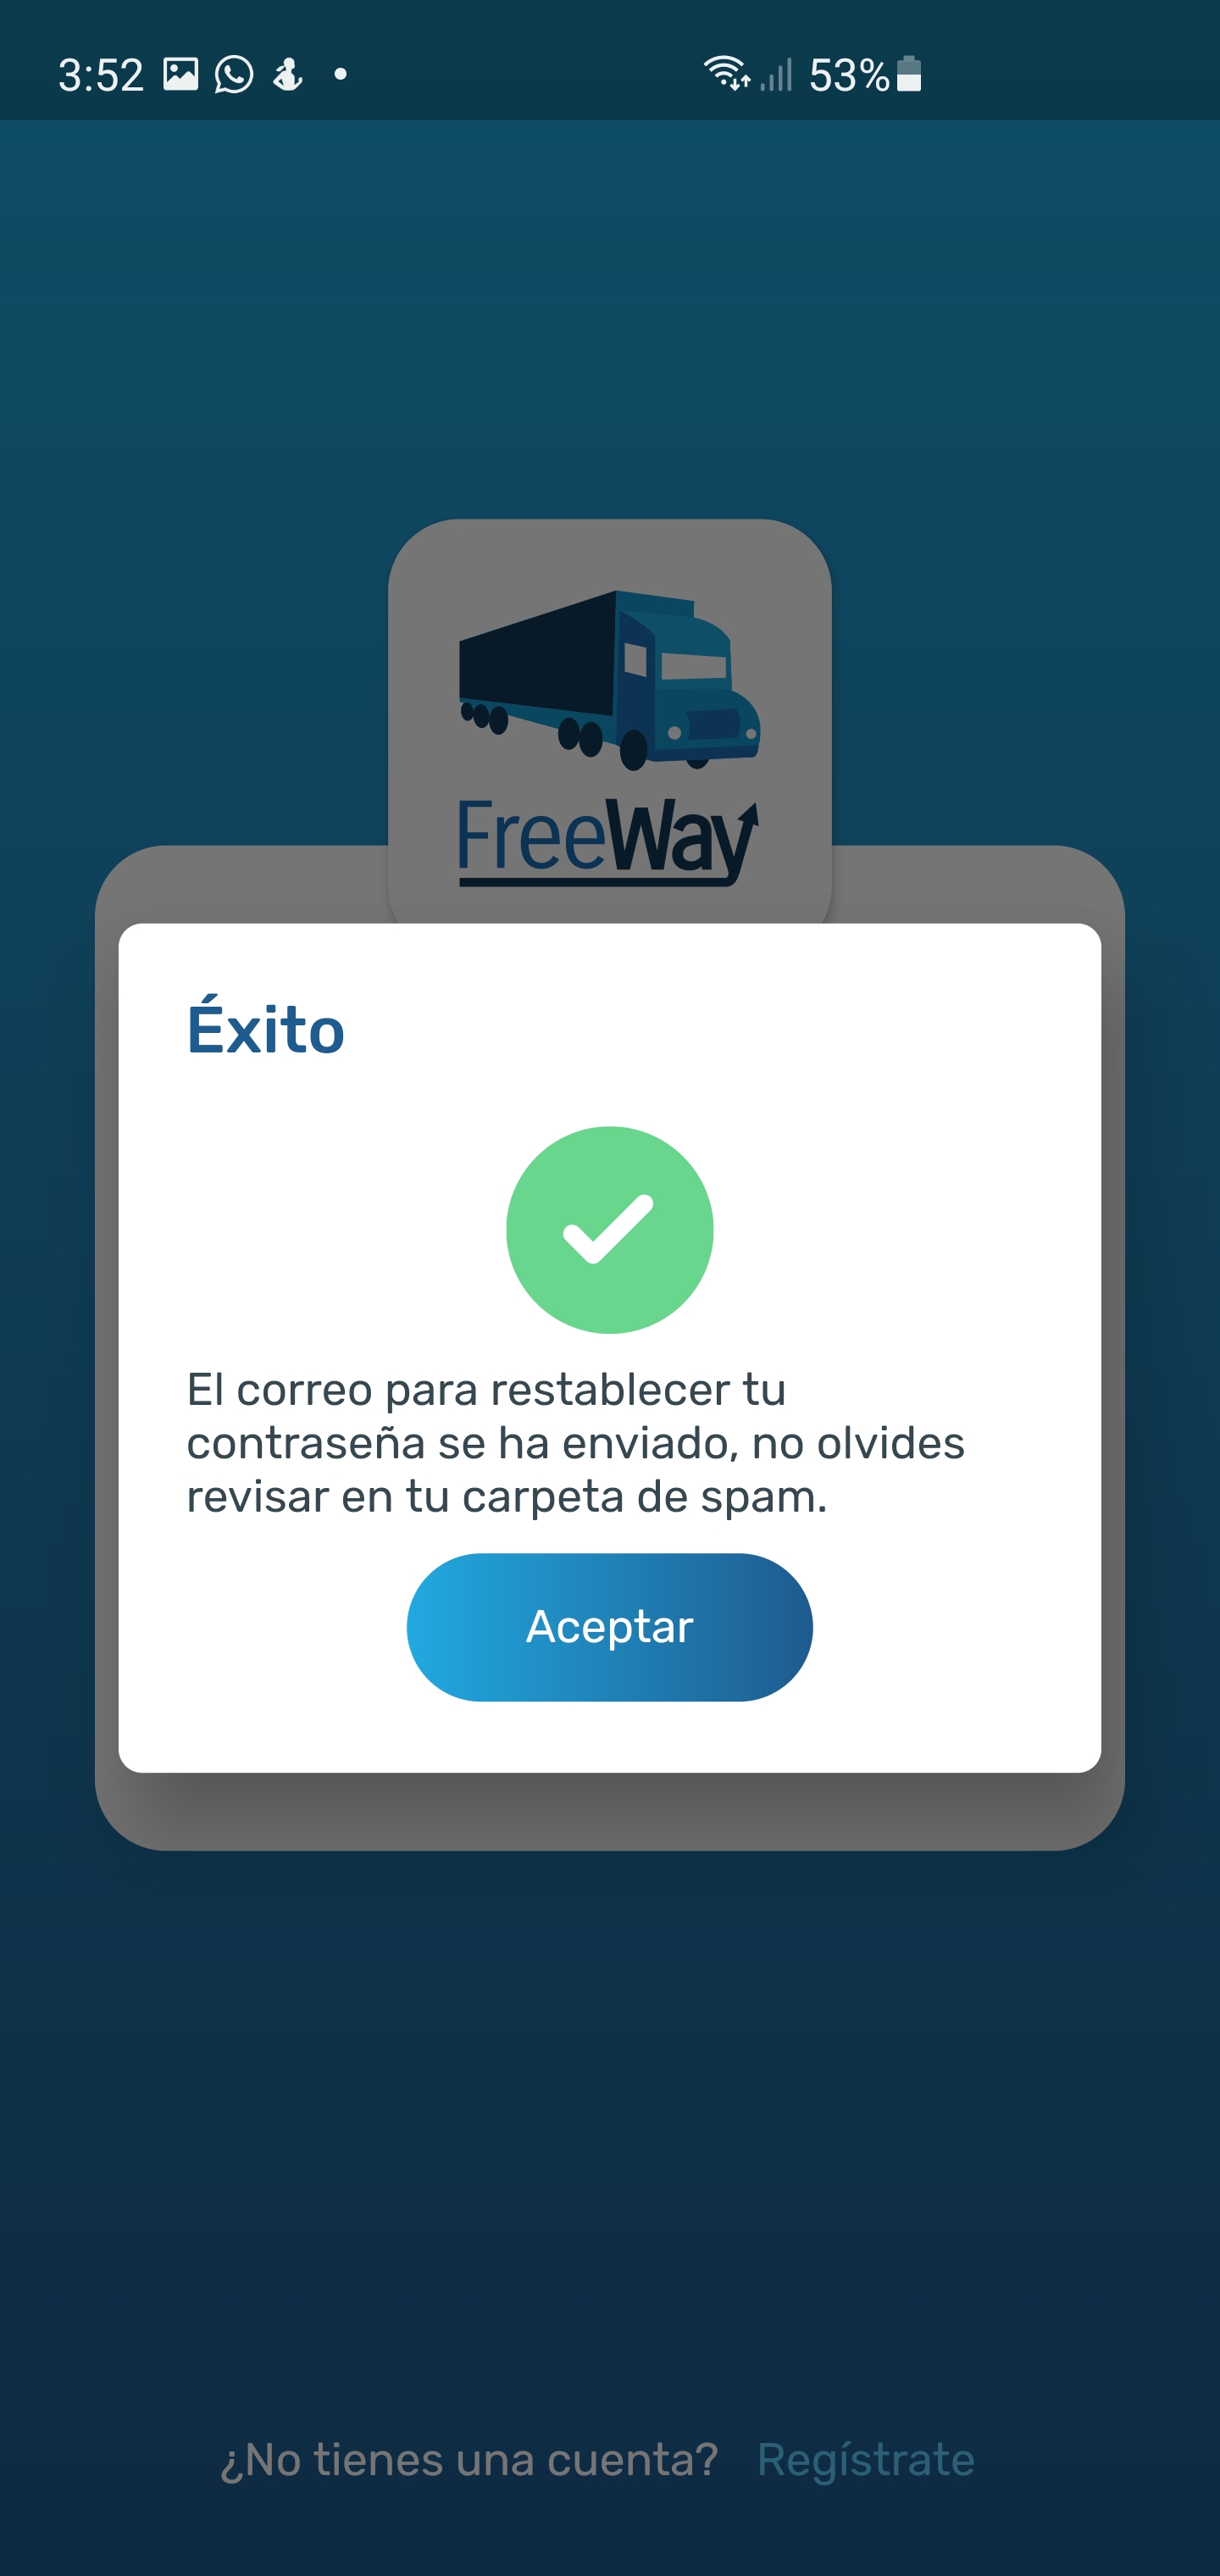 3:52
53%
FreeWay
Éxito
El correo para restablecer tu
contraseña se ha enviado, no olvides
revisar en tu carpeta de spam.
Aceptar
¿No tienes una cuenta? Regístrate